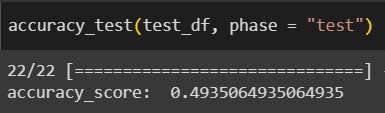 accuracy_test(test_df, phase = "test")
22/22 [==============================]
accuracy_score:  0.4935064935064935